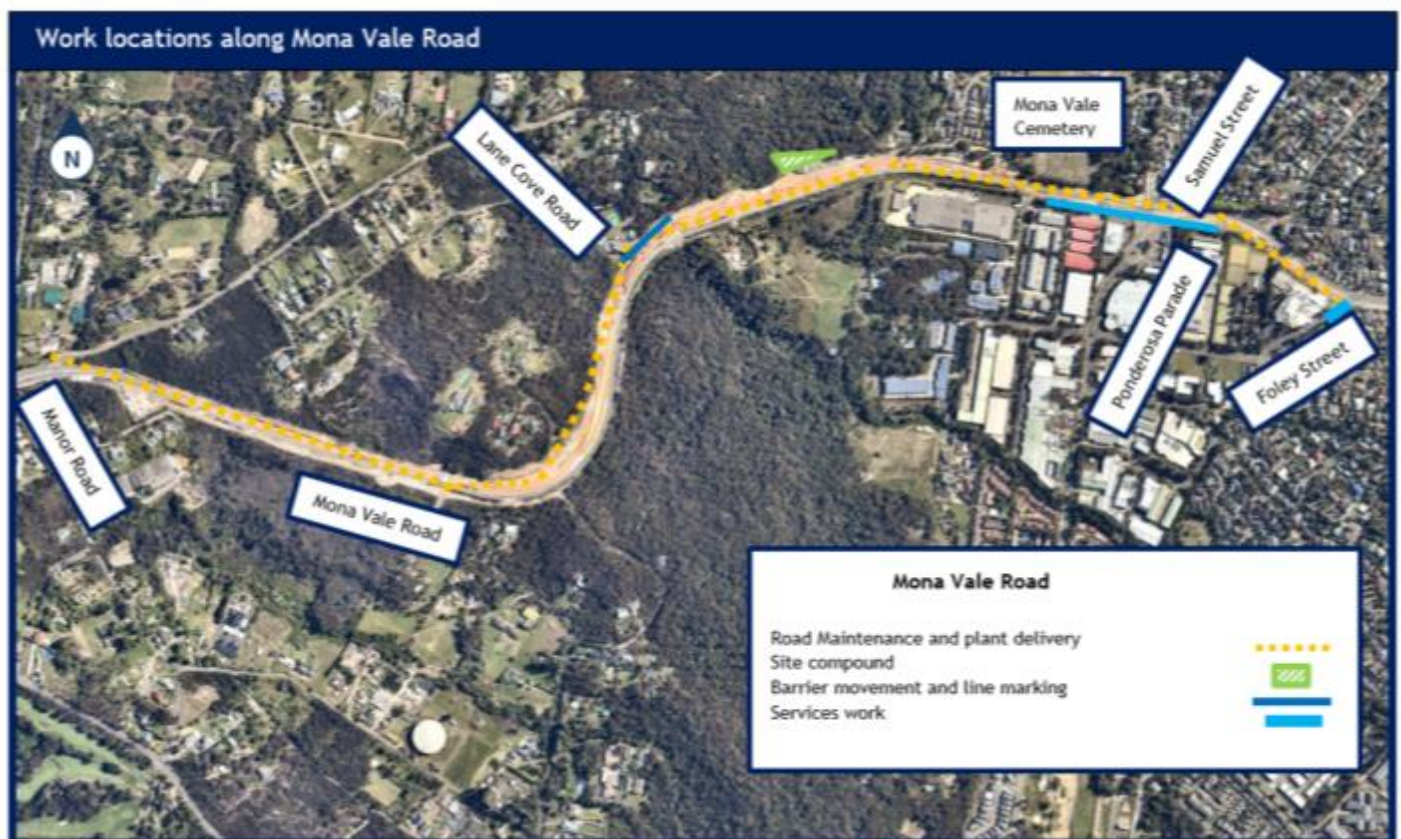 Work locations along Mona Vale Road
N
Mona Vale
Cemetery
Samuel Street
Lane Cove Road
Ponderosa Parade
Foley Street
Manor Road
Mona Vale Road
Mona Vale Road
Road Maintenance and plant delivery
Site compound
Barrier movement and line marking
Services work